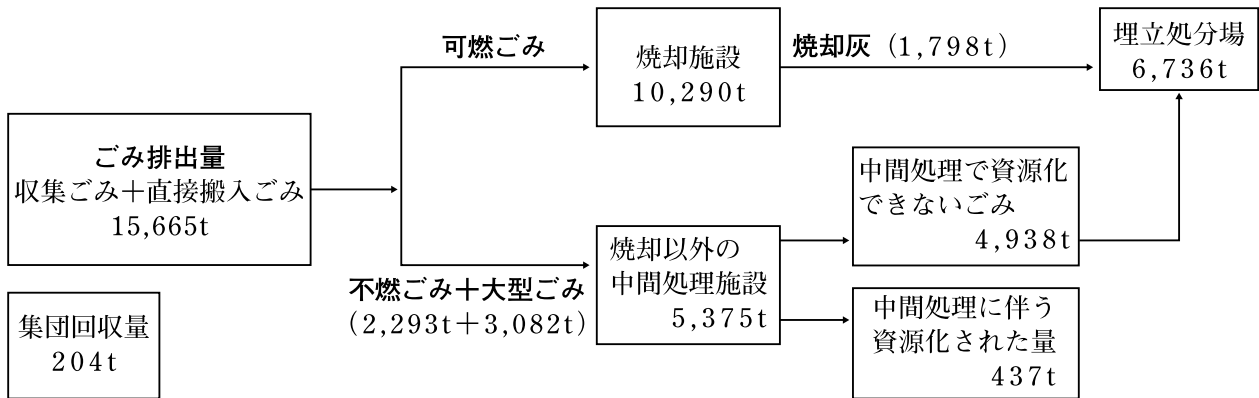 ごみ排出量
収集ごみ＋直接搬入ごみ
15,665t
集団回収量
204t
可燃ごみ
焼却施設
10,290t
焼却灰（1,798t）
埋立処分場
6,736t
不燃ごみ＋大型ごみ
（2,293t＋3,082t）
焼却以外の
中間処理施設
5,375t
中間処理で資源化
できないごみ
4,938t
中間処理に伴う
資源化された量
437t